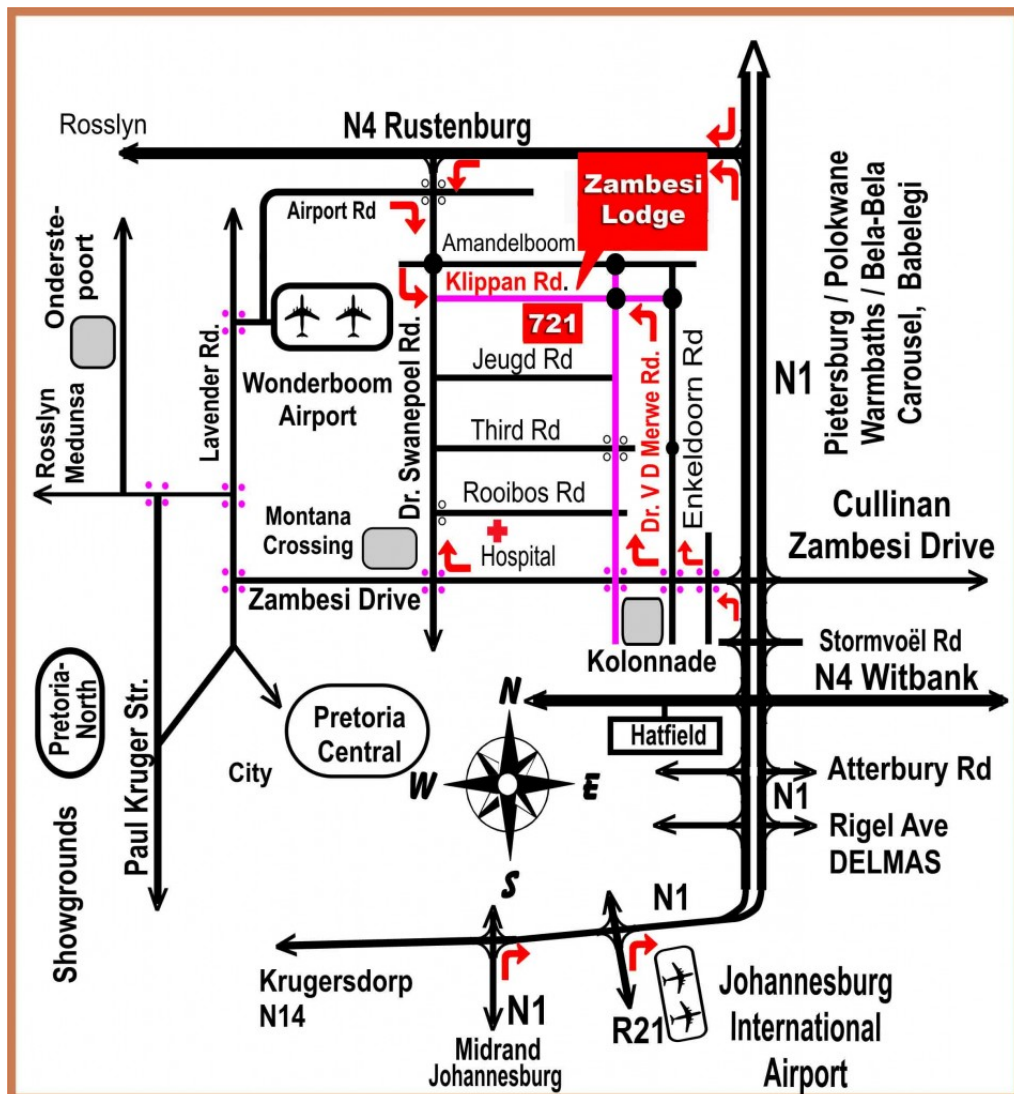 Rosslyn
N4 Rustenburg
Zambesi
Lodge
Airport Rd
Amandelboom
Klippan Rd.
721
Onderste-
poort
Lavender Rd.
Wonderboom
Airport
Dr. Swanepoel Rd.
Jeugd Rd
Third Rd
Rooibos Rd
Dr. V D Merwe Rd.
Enkeldoorn Rd
N1
Pietersburg / Polokwane
Warmbaths / Bela-Bela
Carousel, Babelegi
Rosslyn
Medunsa
Montana
Crossing
Hospital
Cullinan
Zambesi Drive
Zambesi Drive
Kolonnade
Stormvoël Rd
N4 Witbank
Hatfield
Pretoria-
North
Paul Kruger Str.
Pretoria
Central
City
N
W
E
S
Atterbury Rd
N1
Rigel Ave
DELMAS
Showgrounds
N1
Krugersdorp
N14
N1
Midrand
Johannesburg
R21
Johannesburg
International
Airport